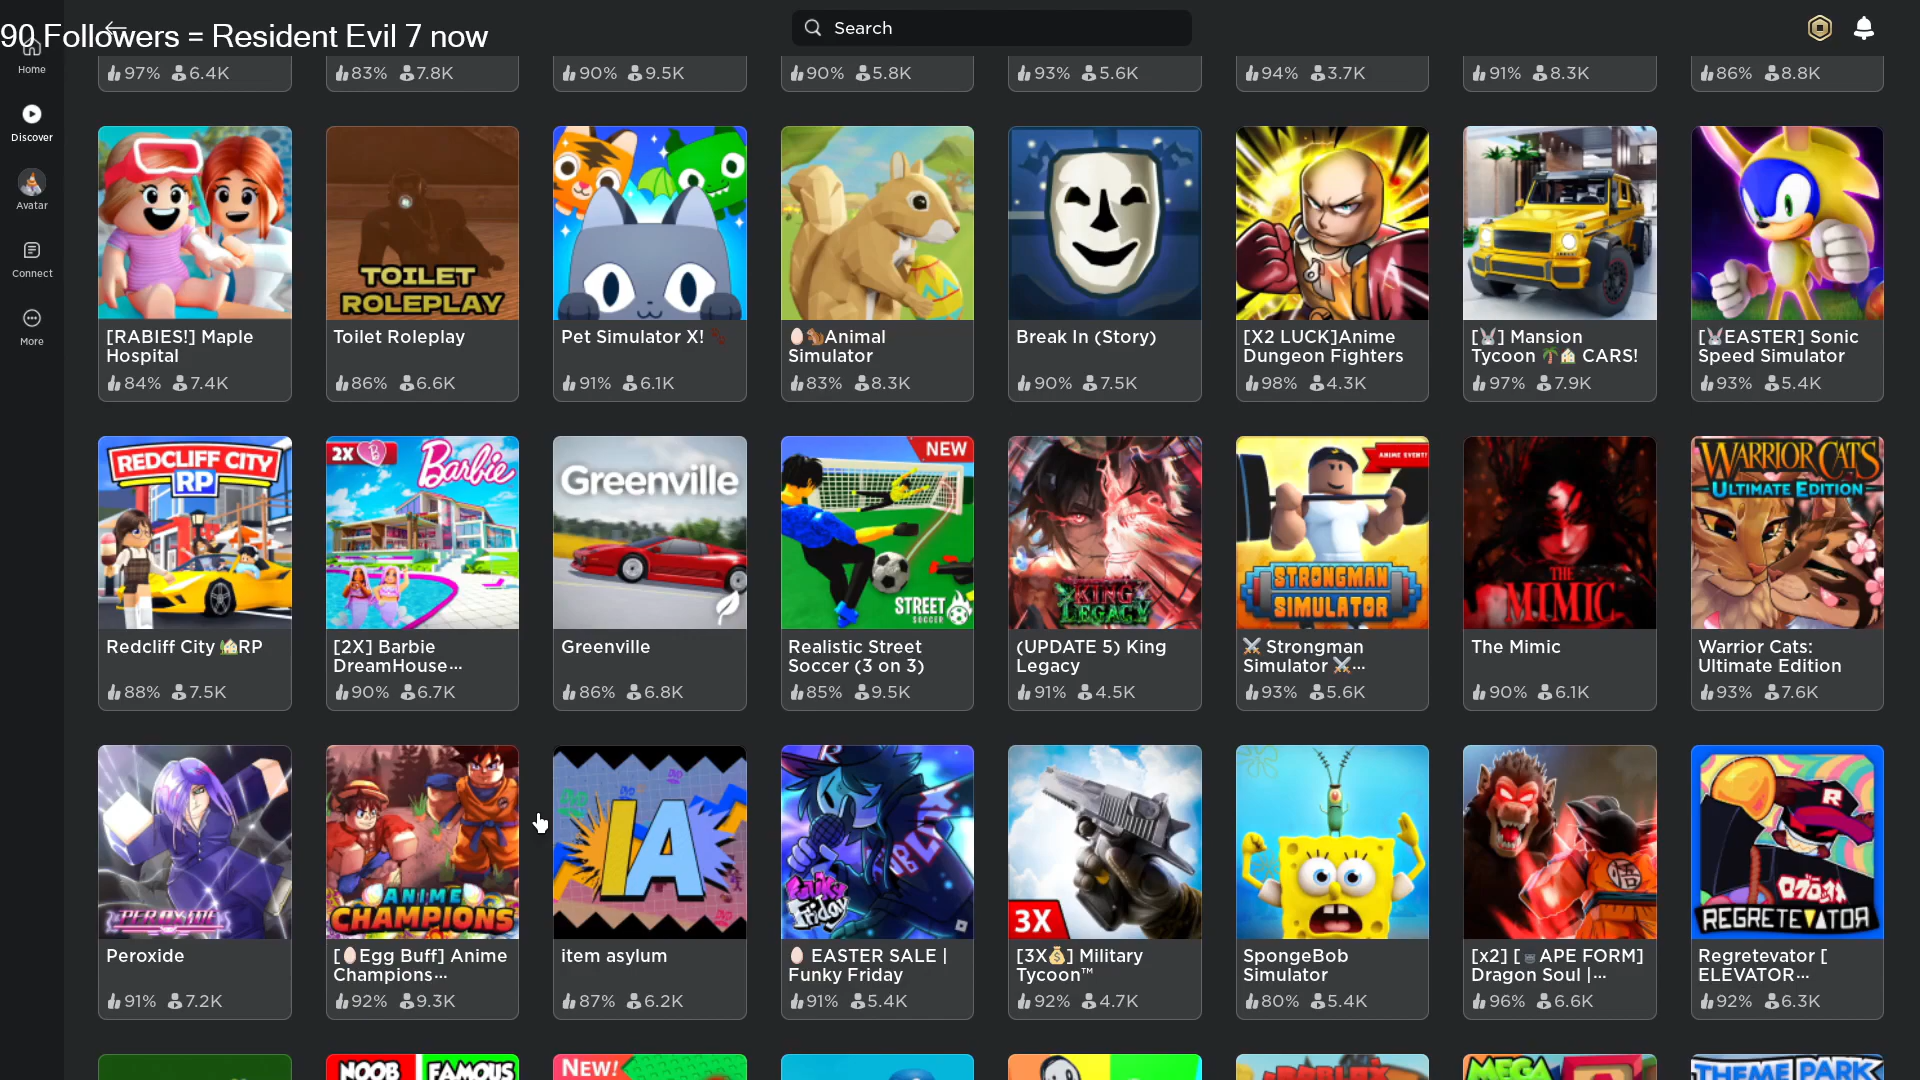 90 Followers = Resident Evil 7 now
Search
Home
Discover
Avatar
Connect
More
97% 6.4K
83% 7.8K
90% 9.5K
90% 5.8K
93% 5.6K
94% 3.7K
91% 8.3K
86% 8.8K
TOILET
ROLEPLAY
[RABIES!] Maple
Hospital
84% 7.4K
Toilet Roleplay
86% 6.6K
Pet Simulator X!
91% 6.1K
Animal
Simulator
83% 8.3K
Break In (Story)
90% 7.5K
[X2 LUCK]Anime
Dungeon Fighters
98% 4.3K
[🐰] Mansion
Tycoon 🌴🏠 CARS!
97% 7.9K
[🐰EASTER] Sonic
Speed Simulator
93% 5.4K
REDCLIFF CITY
RP
2X B
Barbie
Greenville
NEW
STREET
SOCCER
KING
LEGACY
ANIME EVENT!
STRONGMAN
SIMULATOR
THE
MIMIC
WARRIOR CATS
ULTIMATE EDITION
Redcliff City 🏡RP
88% 7.5K
[2X] Barbie
DreamHouse...
90% 6.7K
Greenville
86% 6.8K
Realistic Street
Soccer (3 on 3)
85% 9.5K
(UPDATE 5) King
Legacy
91% 4.5K
⚔️ Strongman
Simulator ⚔️...
93% 5.6K
The Mimic
90% 6.1K
Warrior Cats:
Ultimate Edition
93% 7.6K
PEROXIDE
ANIME
CHAMPIONS
IA
Funky
Friday
3X
R
ログロクス
REGRETEVATOR
Peroxide
91% 7.2K
[🥚Egg Buff] Anime
Champions...
92% 9.3K
item asylum
87% 6.2K
🥚 EASTER SALE |
Funky Friday
91% 5.4K
[3X💰] Military
Tycoon™
92% 4.7K
SpongeBob
Simulator
80% 5.4K
[x2] [🦍APE FORM]
Dragon Soul |...
96% 6.6K
Regretevator [
ELEVATOR...
92% 6.3K
NOOB
FAMOUS
NEW!
ROBLOX
MEGA
THEME PARK